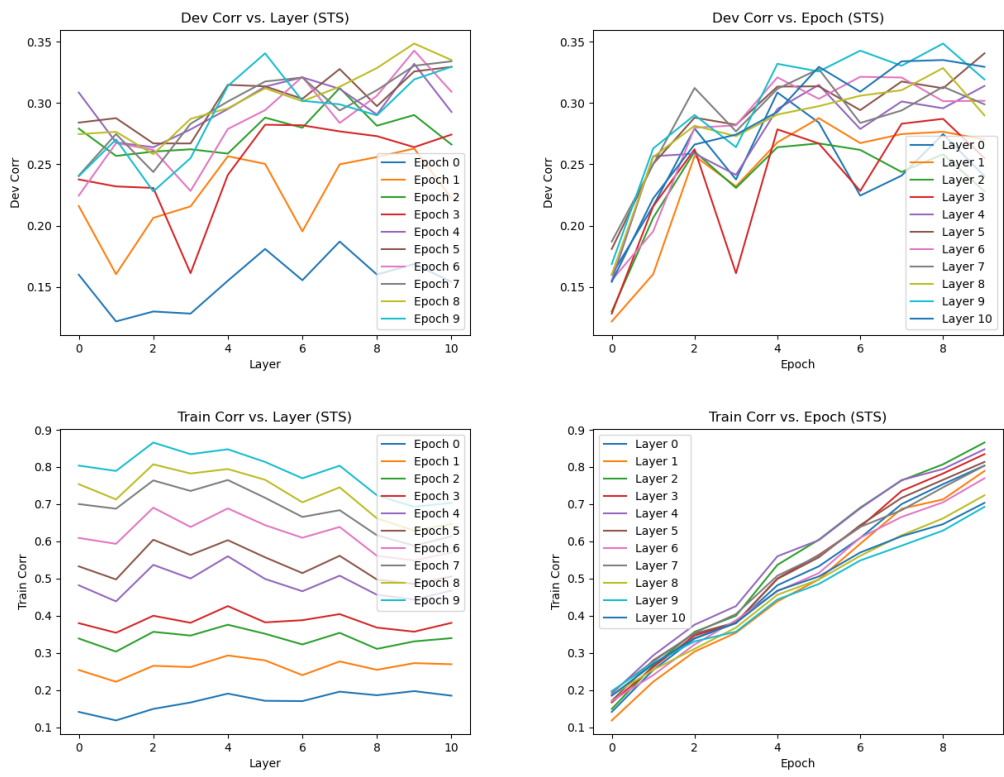 Dev Corr vs. Layer (STS)
0.35
0.30
0.25
0.20
0.15
Dev Corr
0
2
4
6
8
10
Layer
Epoch 0
Epoch 1
Epoch 2
Epoch 3
Epoch 4
Epoch 5
Epoch 6
Epoch 7
Epoch 8
Epoch 9
Dev Corr vs. Epoch (STS)
0.35
0.30
0.25
0.20
0.15
Dev Corr
0
2
4
6
8
Epoch
Layer 0
Layer 1
Layer 2
Layer 3
Layer 4
Layer 5
Layer 6
Layer 7
Layer 8
Layer 9
Layer 10
Train Corr vs. Layer (STS)
0.9
0.8
0.7
0.6
0.5
0.4
0.3
0.2
0.1
Train Corr
0
2
4
6
8
10
Layer
Epoch 0
Epoch 1
Epoch 2
Epoch 3
Epoch 4
Epoch 5
Epoch 6
Epoch 7
Epoch 8
Epoch 9
Train Corr vs. Epoch (STS)
0.9
0.8
0.7
0.6
0.5
0.4
0.3
0.2
0.1
Train Corr
0
2
4
6
8
Epoch
Layer 0
Layer 1
Layer 2
Layer 3
Layer 4
Layer 5
Layer 6
Layer 7
Layer 8
Layer 9
Layer 10